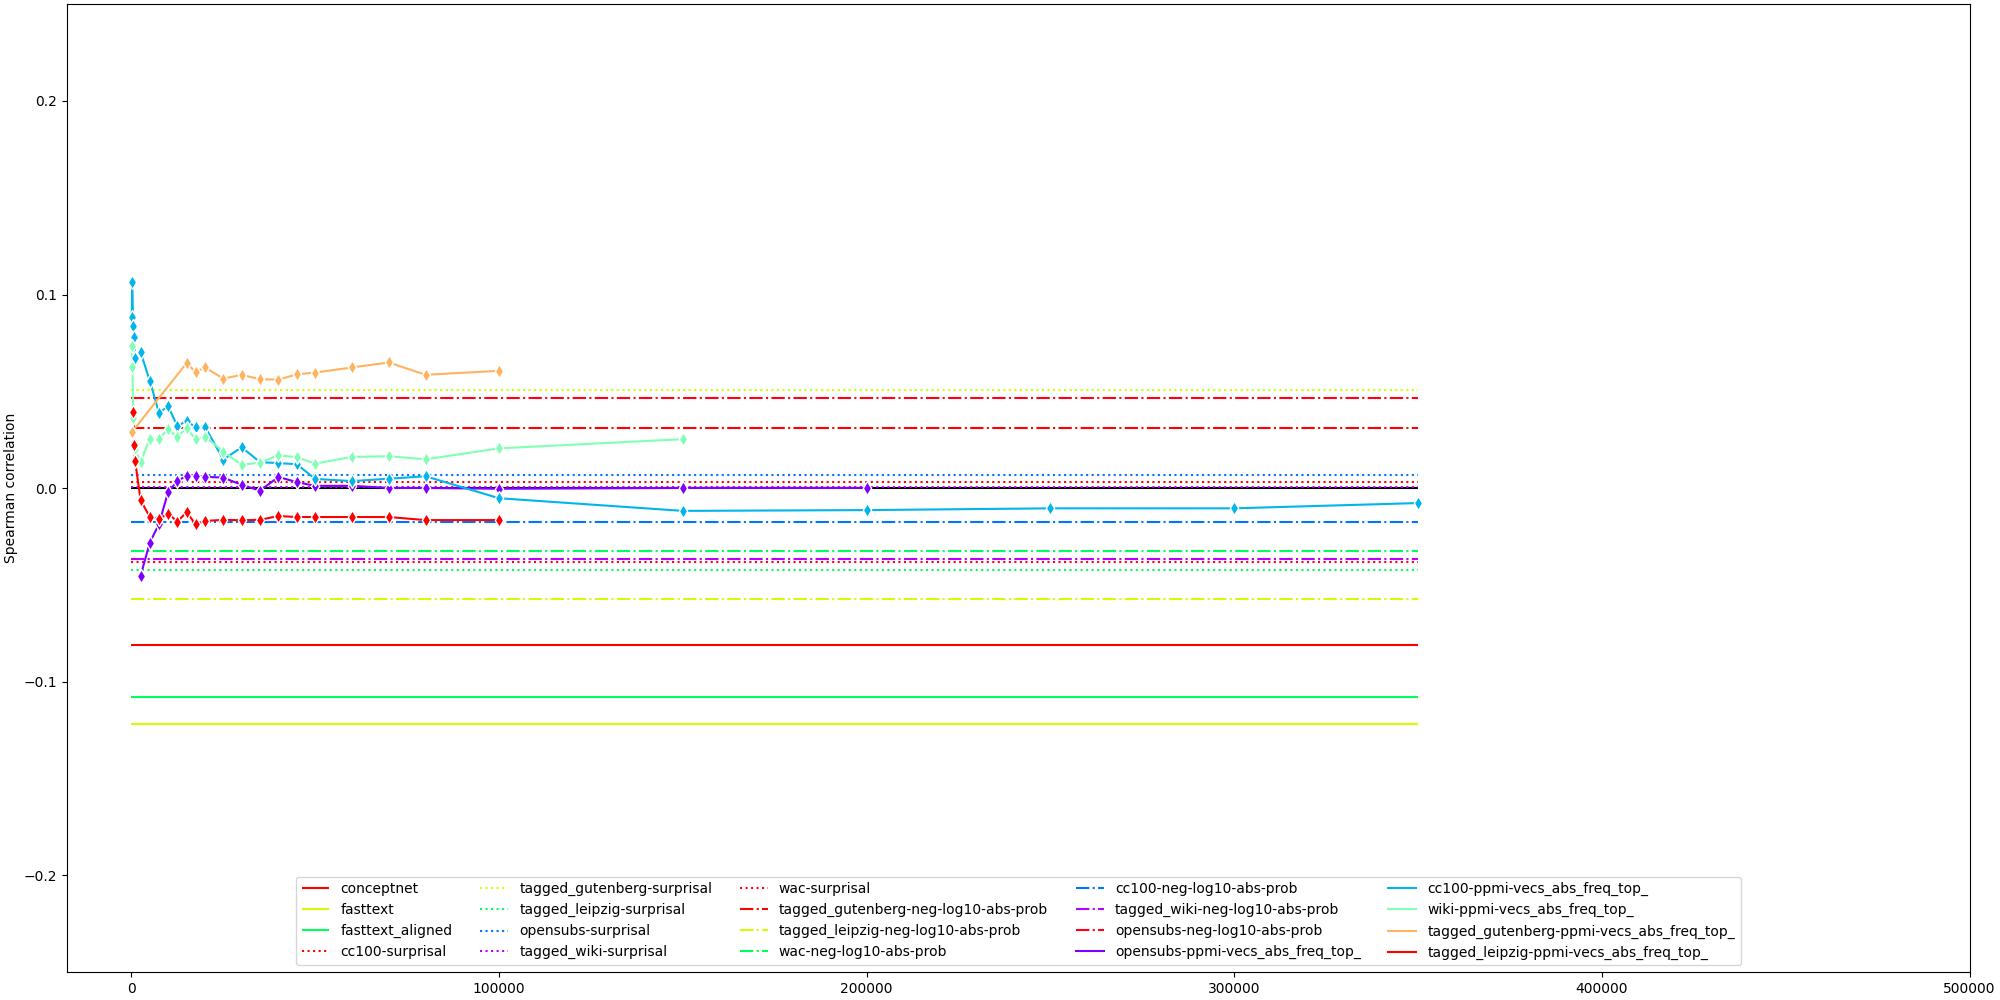 0.2
0.1
0.0
−0.1
−0.2
Spearman correlation
0
100000
200000
300000
400000
500000
conceptnet
fasttext
fasttext_aligned
cc100-surprisal
tagged_gutenberg-surprisal
tagged_leipzig-surprisal
opensubs-surprisal
tagged_wiki-surprisal
wac-surprisal
tagged_gutenberg-neg-log10-abs-prob
tagged_leipzig-neg-log10-abs-prob
wac-neg-log10-abs-prob
cc100-neg-log10-abs-prob
tagged_wiki-neg-log10-abs-prob
opensubs-neg-log10-abs-prob
opensubs-ppmi-vecs_abs_freq_top_
cc100-ppmi-vecs_abs_freq_top_
wiki-ppmi-vecs_abs_freq_top_
tagged_gutenberg-ppmi-vecs_abs_freq_top_
tagged_leipzig-ppmi-vecs_abs_freq_top_